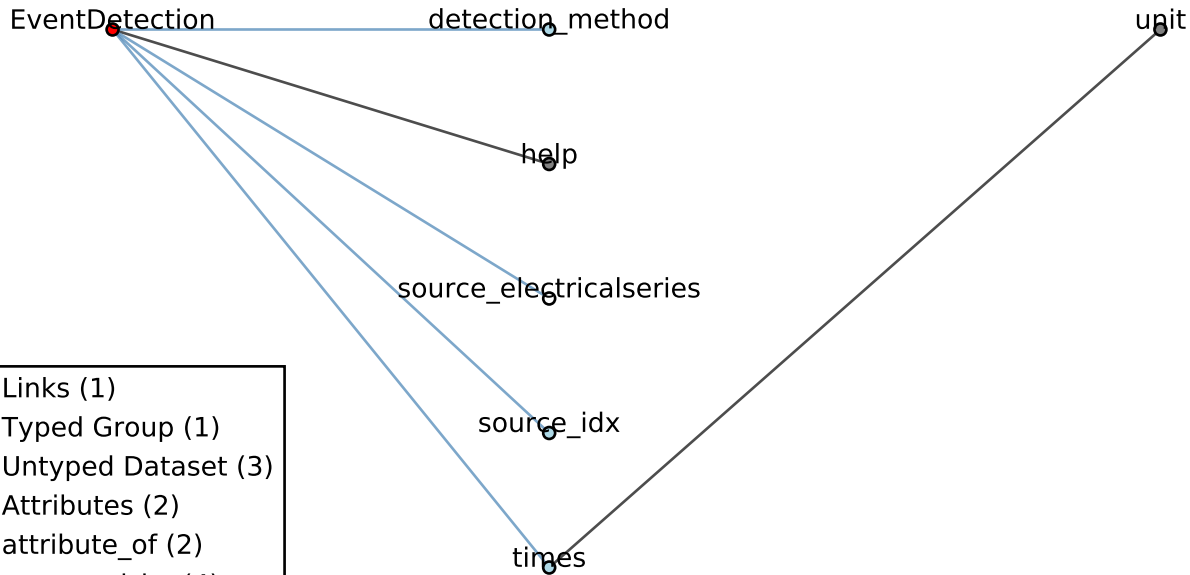 EventDetection
detection_method
unit
help
source_electricalseries
source_idx
times
Links (1)
Typed Group (1)
Untyped Dataset (3)
Attributes (2)
attribute_of (2)